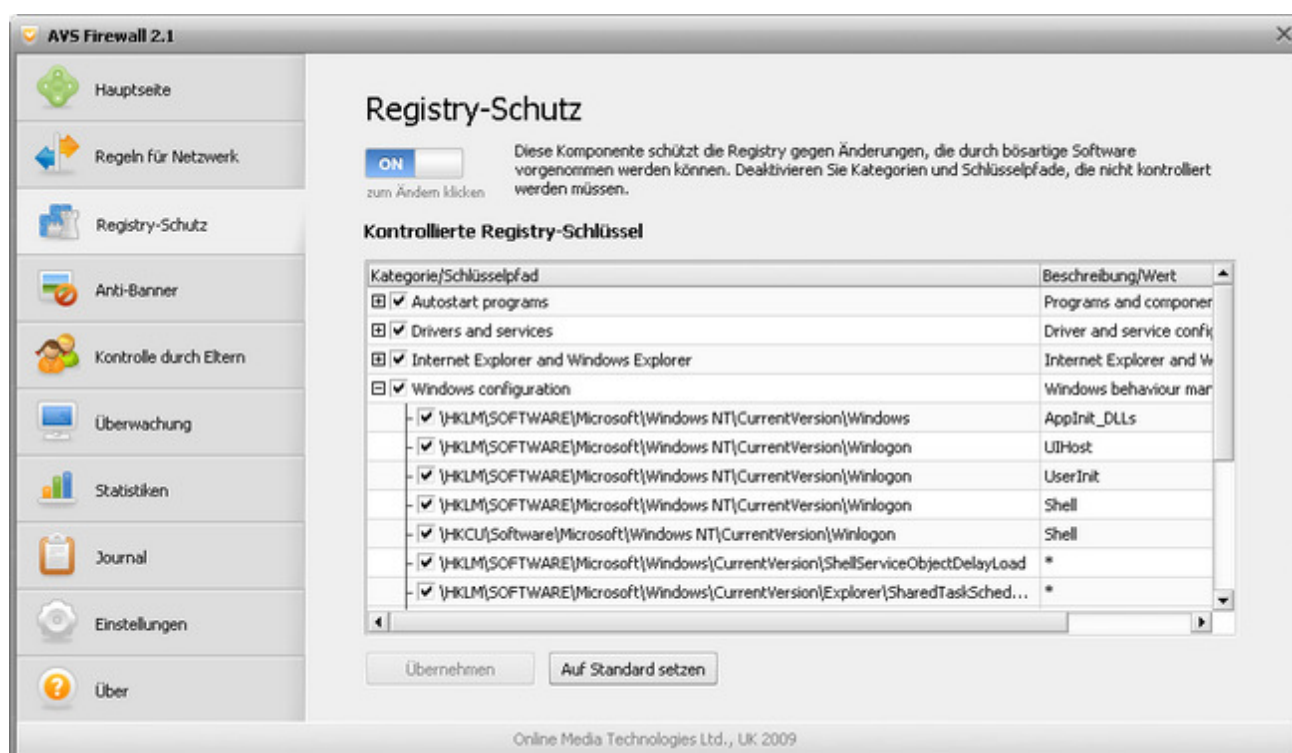 AVS Firewall 2.1
Hauptseite
Regeln für Netzwerk
Registry-Schutz
Anti-Banner
Kontrolle durch Eltern
Überwachung
Statistiken
Journal
Einstellungen
Über
Registry-Schutz
ON
zum Ändern klicken
Diese Komponente schützt die Registry gegen Änderungen, die durch bösartige Software
vorgenommen werden können. Deaktivieren Sie Kategorien und Schlüsselpfade, die nicht kontrolliert
werden müssen.
Kontrollierte Registry-Schlüssel
Kategorie/Schlüsselpfad Beschreibung/Wert
Autostart programs Programs and componer
Drivers and services Driver and service config
Internet Explorer and Windows Explorer Internet Explorer and W
Windows configuration Windows behaviour mar
\HKLM\SOFTWARE\Microsoft\Windows NT\CurrentVersion\Windows AppInit_DLLs
\HKLM\SOFTWARE\Microsoft\Windows NT\CurrentVersion\Winlogon UIHost
\HKLM\SOFTWARE\Microsoft\Windows NT\CurrentVersion\Winlogon UserInit
\HKLM\SOFTWARE\Microsoft\Windows NT\CurrentVersion\Winlogon Shell
\HKCU\Software\Microsoft\Windows NT\CurrentVersion\Winlogon Shell
\HKLM\SOFTWARE\Microsoft\Windows\CurrentVersion\ShellServiceObjectDelayLoad *
\HKLM\SOFTWARE\Microsoft\Windows\CurrentVersion\Explorer\SharedTaskSched... *
Übernehmen Auf Standard setzen
Online Media Technologies Ltd., UK 2009